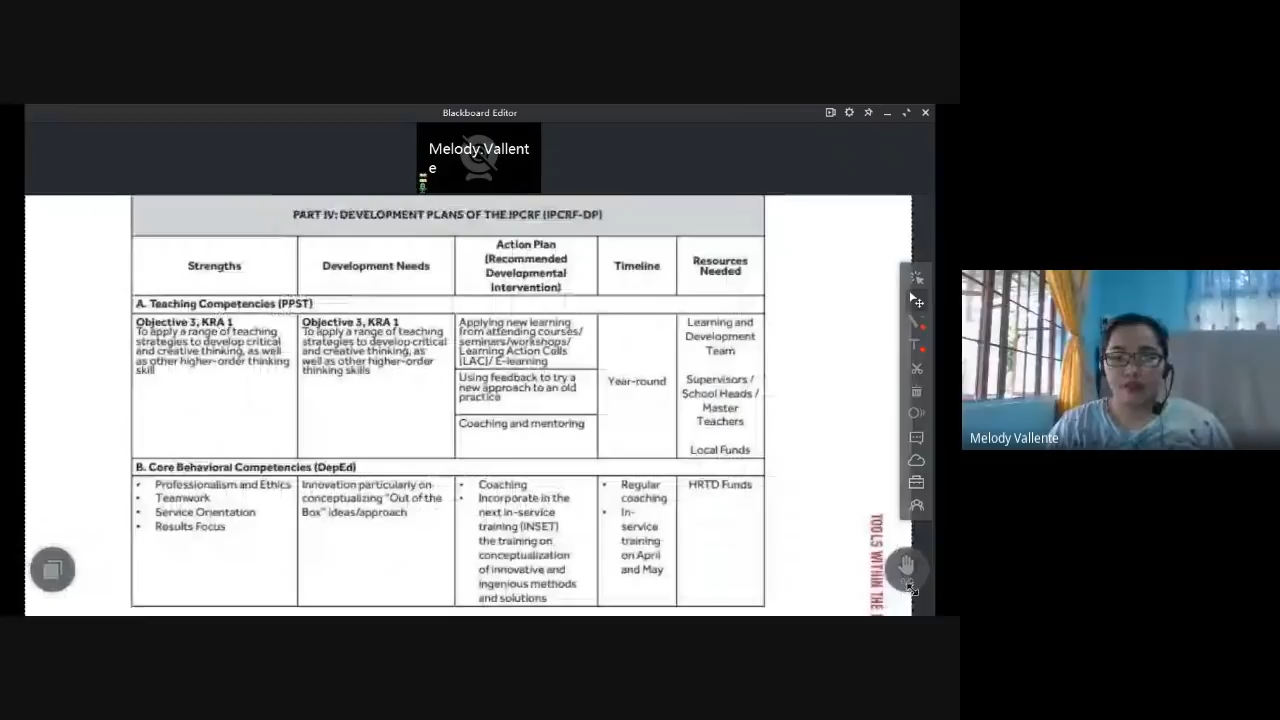 Blackboard Editor
Melody.Vallent
e
PART IV: DEVELOPMENT PLANS OF THE IPCRF (IPCRF-DP)
Strengths
Development Needs
Action Plan
(Recommended
Developmental
Intervention)
Timeline
Resources
Needed
A. Teaching Competencies (PPST)
Objective 3, KRA 1
To apply a range of teaching
strategies to develop critical
and creative thinking, as well
as other higher-order thinking
skill
Objective 3, KRA 1
To apply a range of teaching
strategies to develop critical
and creative thinking, as
well as other higher-order
thinking skills
Applying new learning
from attending courses/
seminars/workshops/
Learning Action Cells
(LAC)/ E-learning
Using feedback to try a
new approach to an old
practice
Coaching and mentoring
Year-round
Learning and
Development
Team
Supervisors /
School Heads /
Master
Teachers
Local Funds
B. Core Behavioral Competencies (DepEd)
• Professionalism and Ethics
• Teamwork
• Service Orientation
• Results Focus
Innovation particularly on
conceptualizing "Out of the
Box" ideas/approach
• Coaching
• Incorporate in the
next in-service
training (INSET)
the training on
conceptualization
of innovative and
ingenious methods
and solutions
• Regular
coaching
• In-
service
training
on April
and May
HRTD Funds
TOOLS WITHIN THE
Melody Vallente